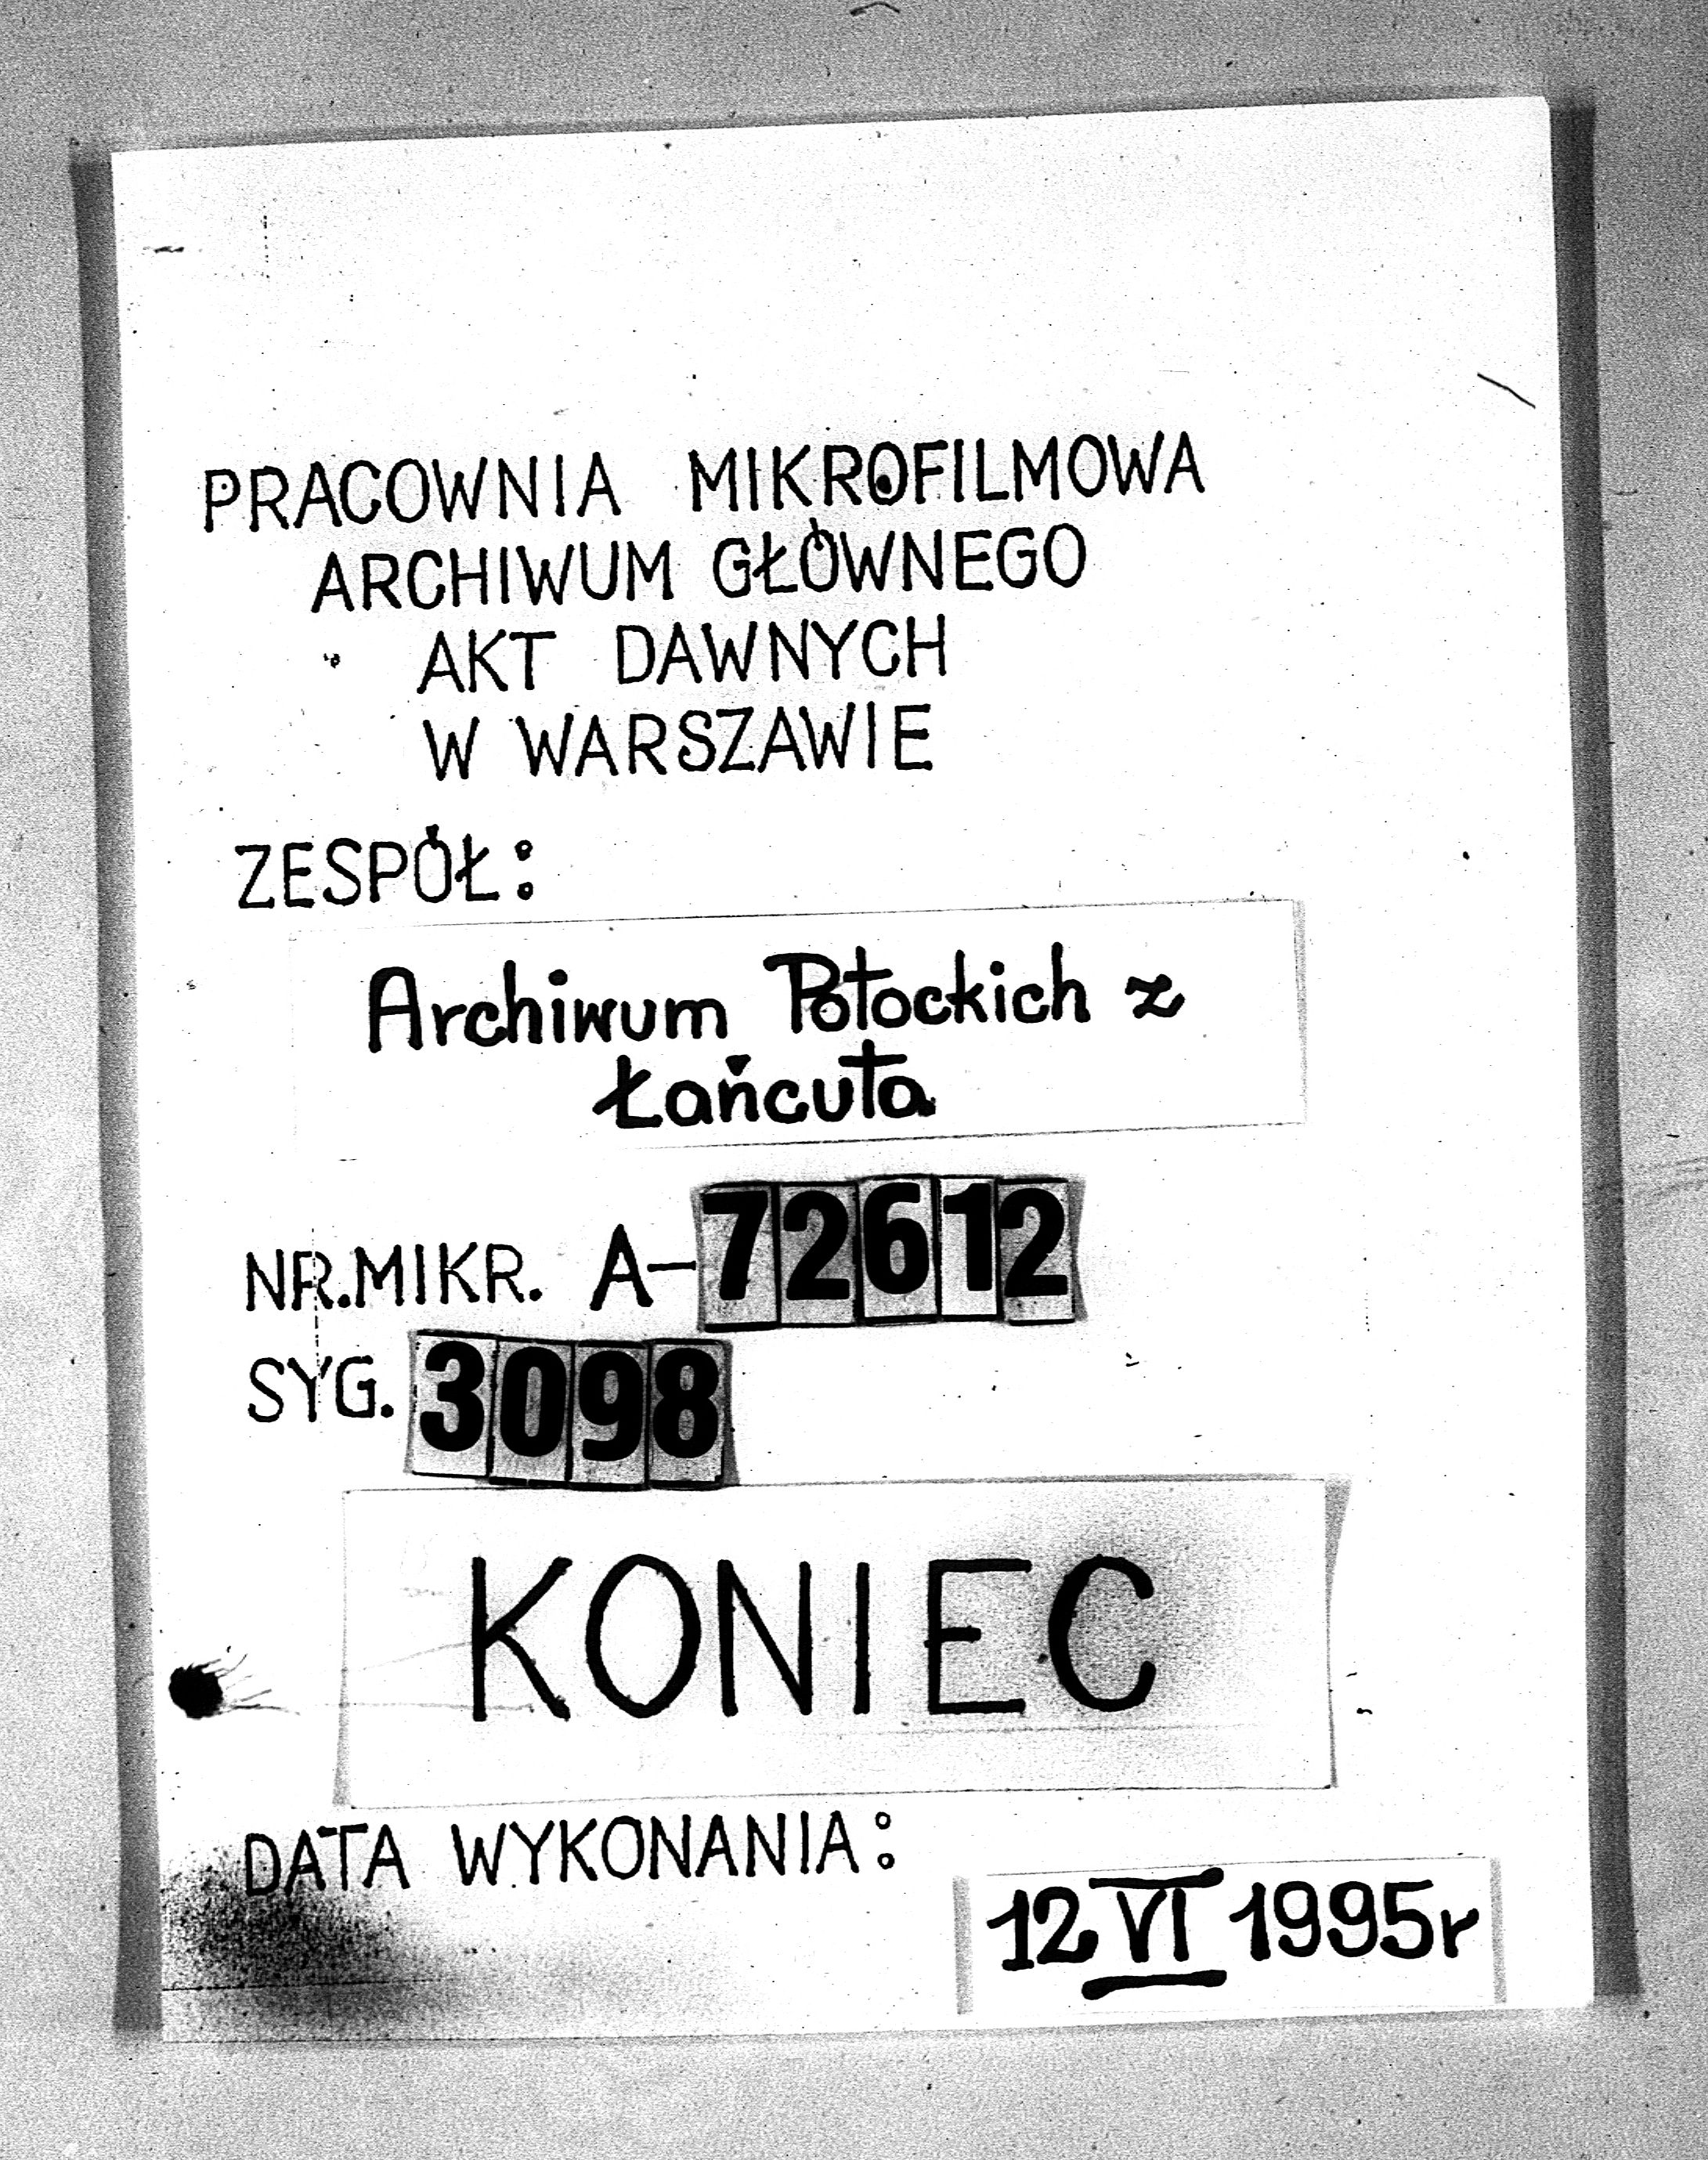 PRACOWNIA MIKROFILMOWA
ARCHIWUM GŁÓWNEGO
AKT DAWNYCH
W WARSZAWIE
ZESPÓŁ:
Archiwum Potockich z
Łańcuta
NR.MIKR. A-72612
SYG. 3098
KONIEC
DATA WYKONANIA:
12 VI 1995r